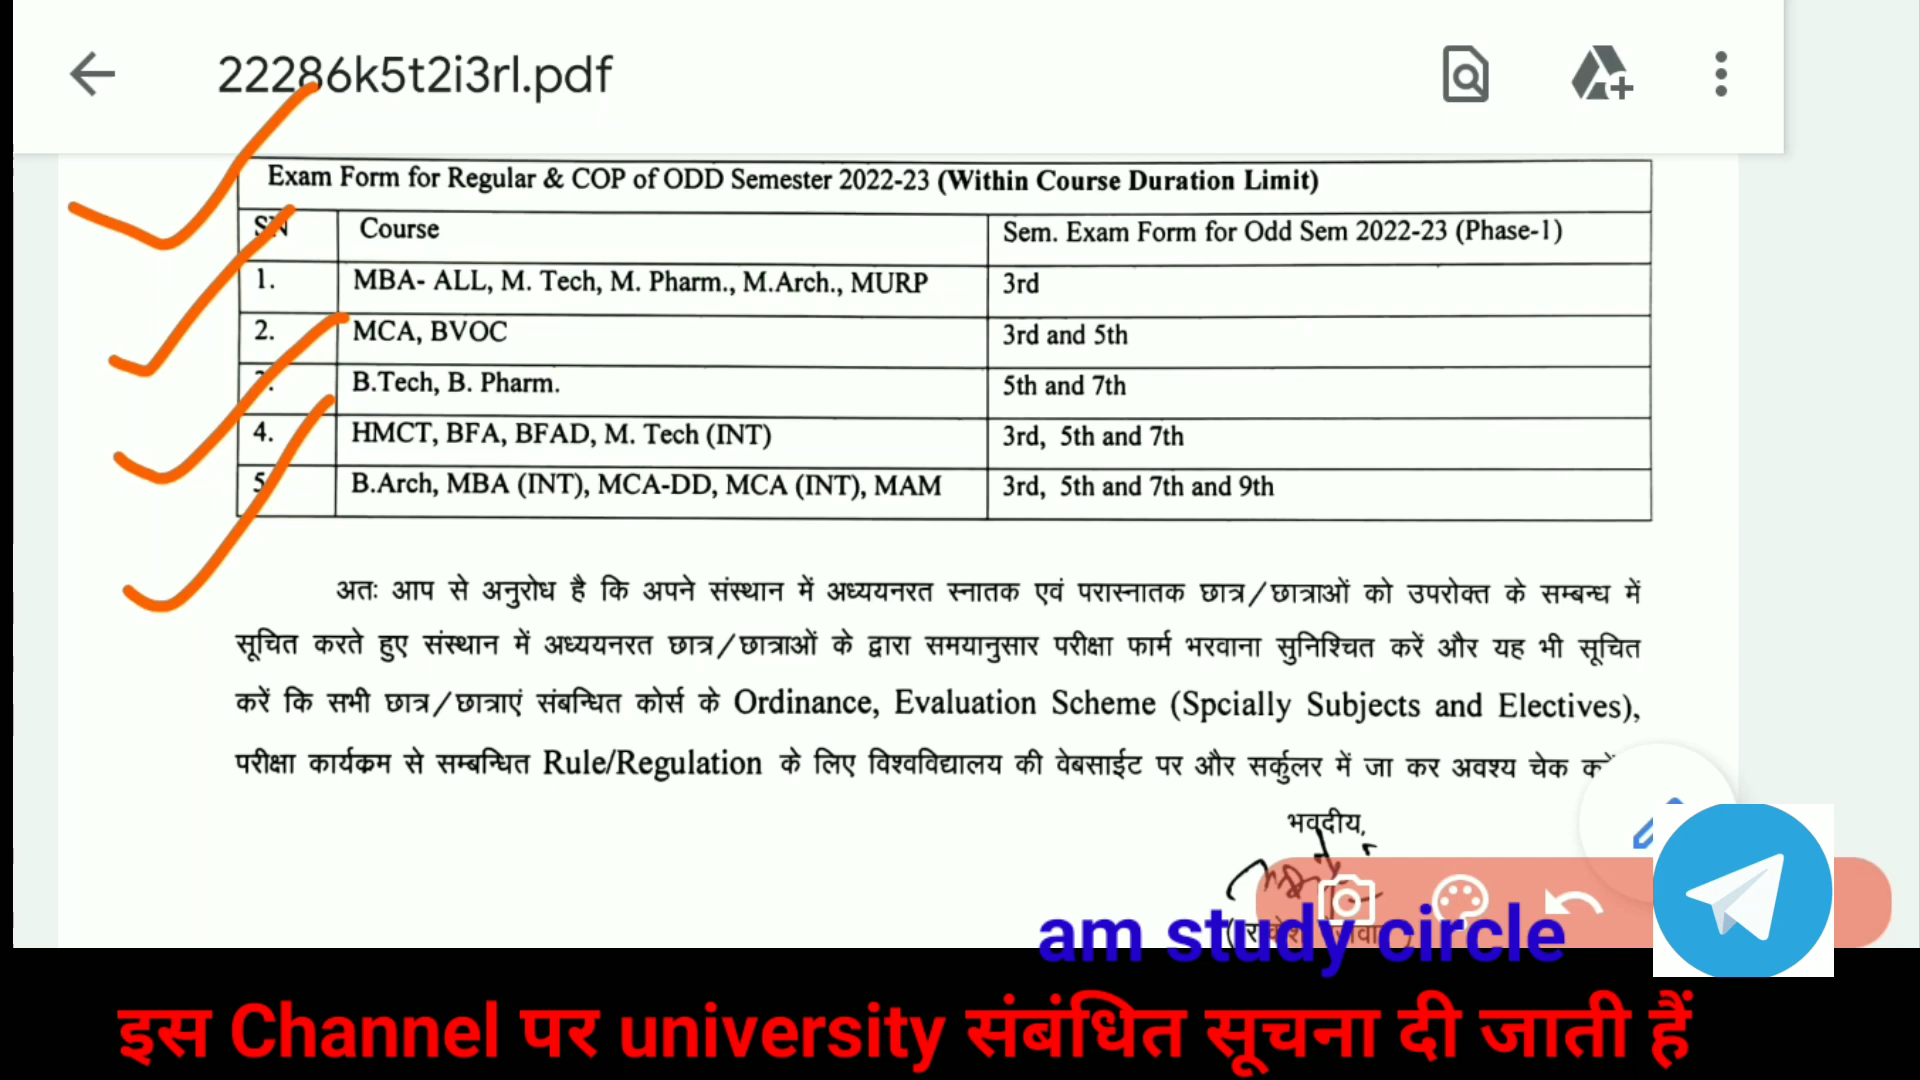 22286k5t2i3rl.pdf
Exam Form for Regular & COP of ODD Semester 2022-23 (Within Course Duration Limit)
SN Course Sem. Exam Form for Odd Sem 2022-23 (Phase-1)
1. MBA- ALL, M. Tech, M. Pharm., M.Arch., MURP 3rd
2. MCA, BVOC 3rd and 5th
3. B.Tech, B. Pharm. 5th and 7th
4. HMCT, BFA, BFAD, M. Tech (INT) 3rd, 5th and 7th
5 B.Arch, MBA (INT), MCA-DD, MCA (INT), MAM 3rd, 5th and 7th and 9th
अतः आप से अनुरोध है कि अपने संस्थान में अध्ययनरत स्नातक एवं परास्नातक छात्र/छात्राओं को उपरोक्त के सम्बन्ध में
सूचित करते हुए संस्थान में अध्ययनरत छात्र/छात्राओं के द्वारा समयानुसार परीक्षा फार्म भरवाना सुनिश्चित करें और यह भी सूचित
करें कि सभी छात्र/छात्राएं संबन्धित कोर्स के Ordinance, Evaluation Scheme (Spcially Subjects and Electives),
परीक्षा कार्यकम से सम्बन्धित Rule/Regulation के लिए विश्वविद्यालय की वेबसाईट पर और सर्कुलर में जा कर अवश्य चेक करें
भवदीय,
am study circle
इस Channel पर university संबंधित सूचना दी जाती हैं